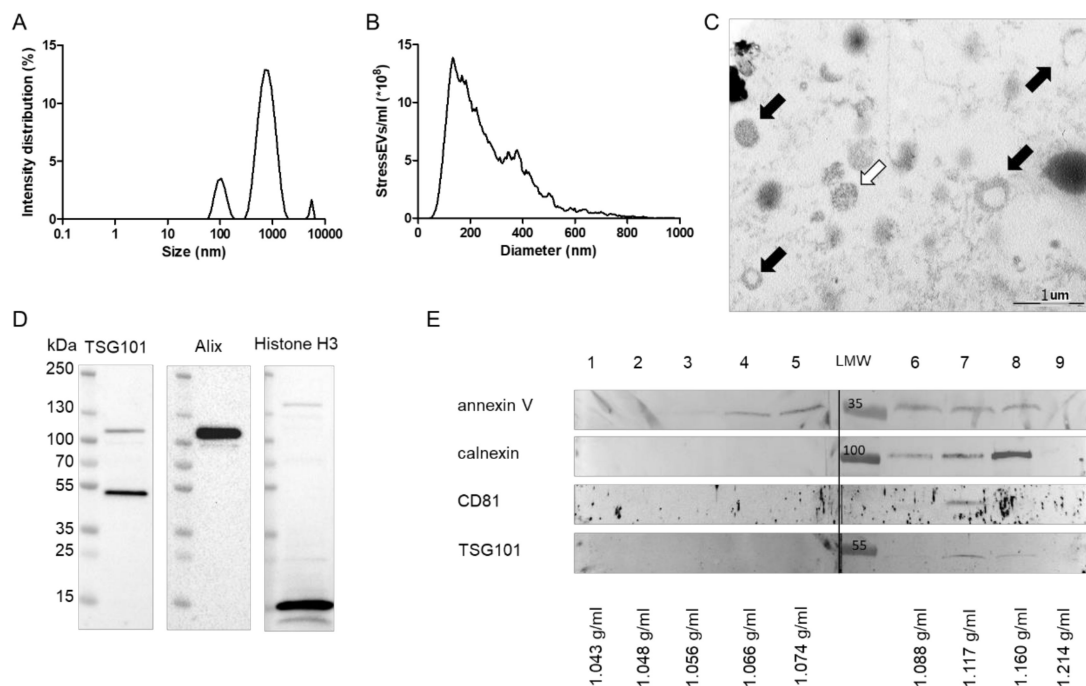 A
Intensity distribution (%)
15
10
5
0
0.1 1 10 100 1000 10000
Size (nm)
B
StressEVs/ml (*10⁸)
15
10
5
0
0 200 400 600 800 1000
Diameter (nm)
C
1um
D
kDa TSG101 Alix Histone H3
250
130
100
70
55
35
25
15
E
1 2 3 4 5 LMW 6 7 8 9
annexin V 35
calnexin 100
CD81
TSG101 55
1.043 g/ml
1.048 g/ml
1.056 g/ml
1.066 g/ml
1.074 g/ml
1.088 g/ml
1.117 g/ml
1.160 g/ml
1.214 g/ml